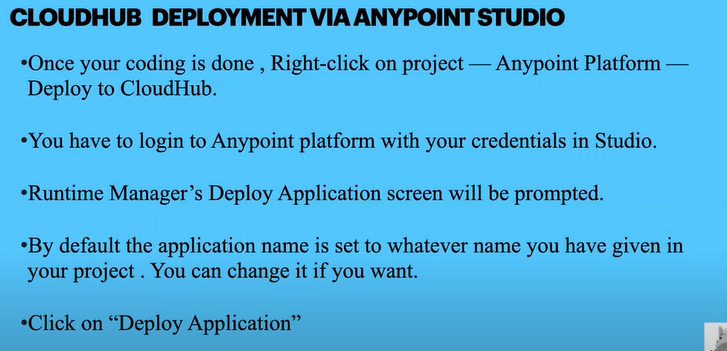 CLOUDHUB DEPLOYMENT VIA ANYPOINT STUDIO
•Once your coding is done , Right-click on project — Anypoint Platform —
Deploy to CloudHub.
•You have to login to Anypoint platform with your credentials in Studio.
•Runtime Manager’s Deploy Application screen will be prompted.
•By default the application name is set to whatever name you have given in
your project . You can change it if you want.
•Click on “Deploy Application”